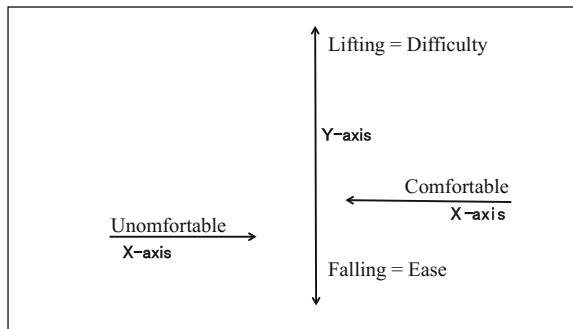 Lifting = Difficulty
Y-axis
Comfortable
X-axis
Unomfortable
X-axis
Falling = Ease